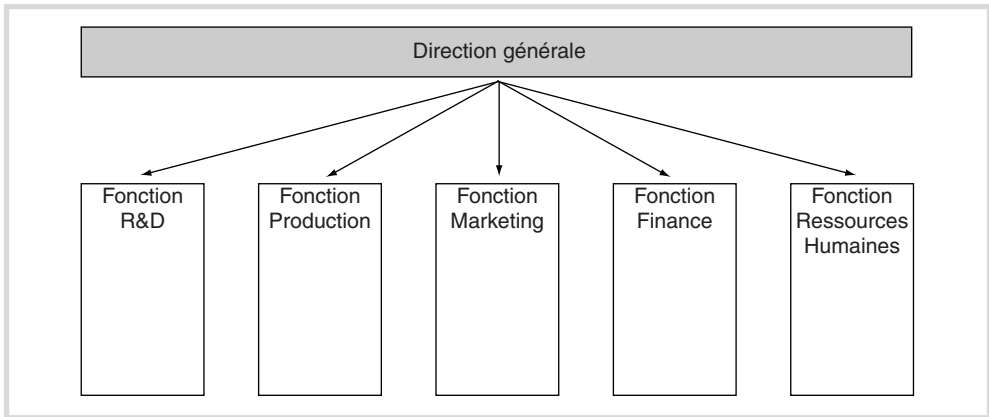 Direction générale
Fonction
R&D
Fonction
Production
Fonction
Marketing
Fonction
Finance
Fonction
Ressources
Humaines